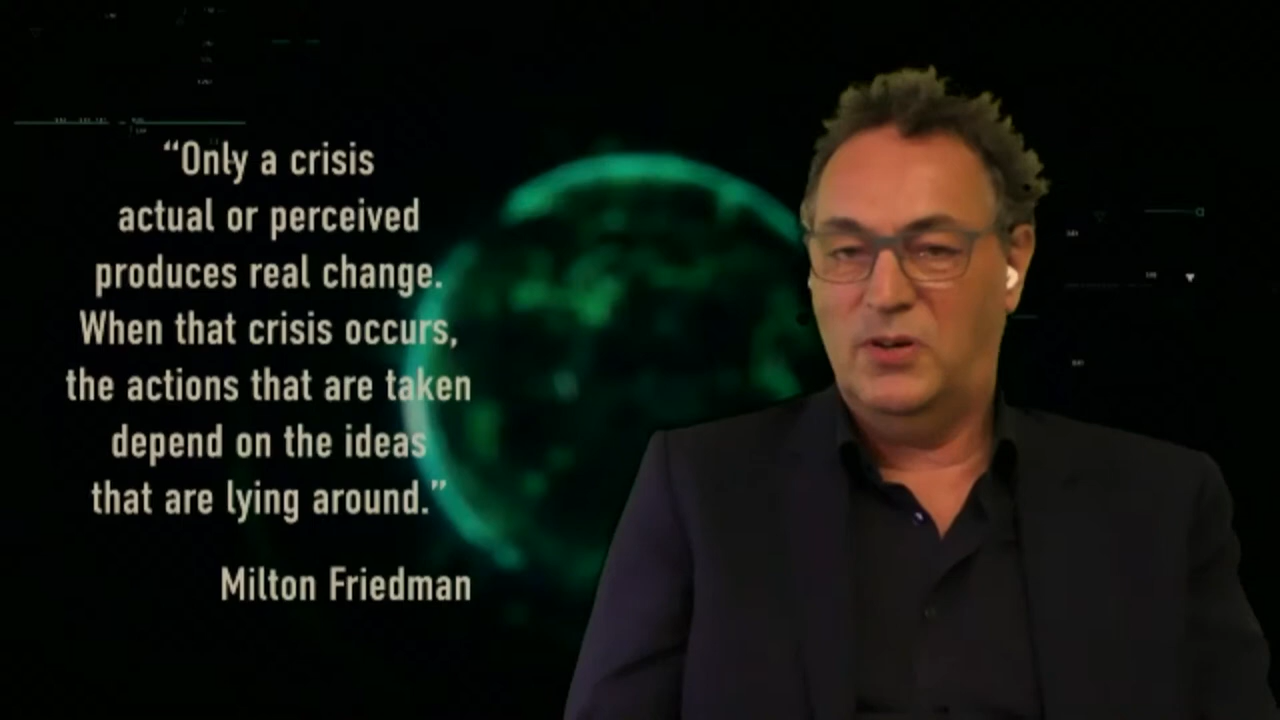 “Only a crisis
actual or perceived
produces real change.
When that crisis occurs,
the actions that are taken
depend on the ideas
that are lying around.”
Milton Friedman